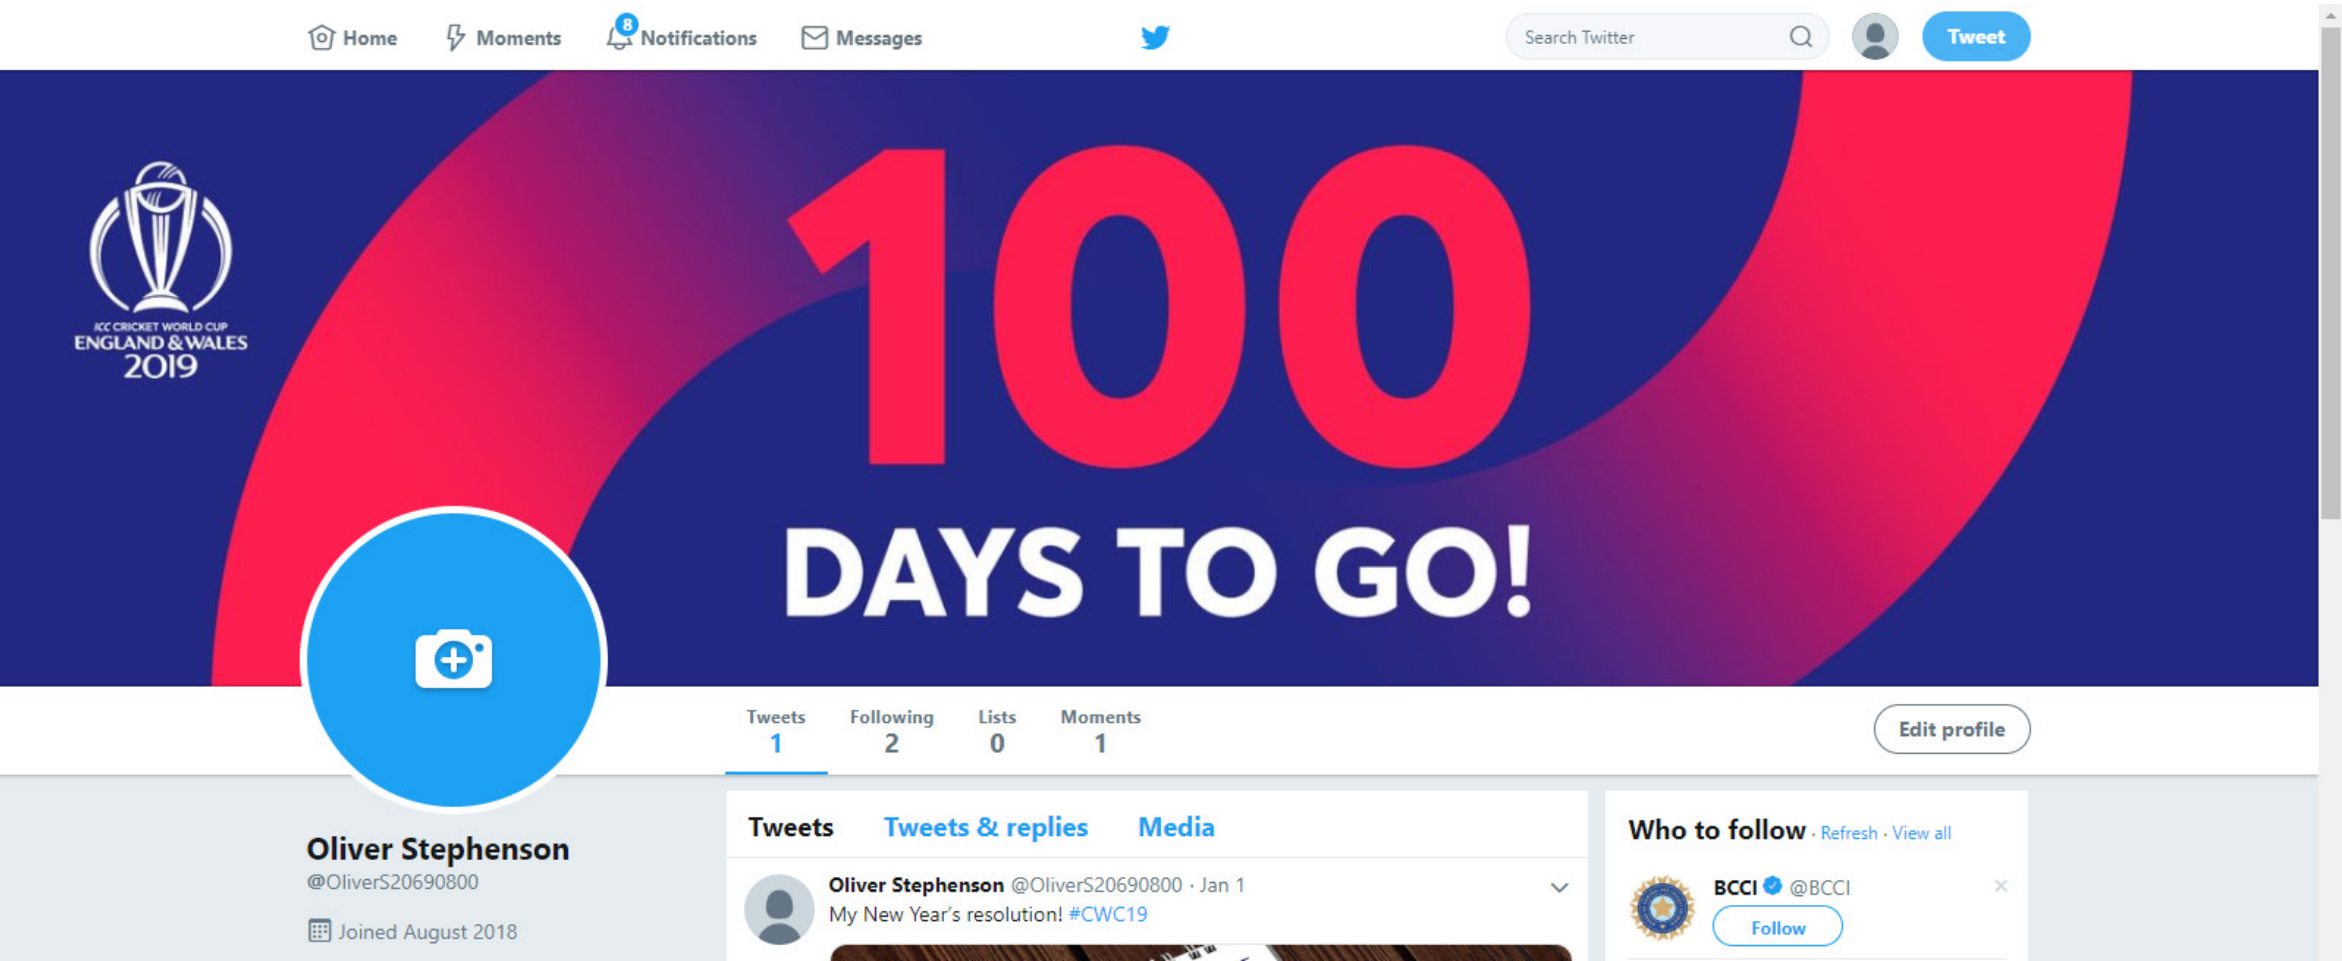 Home
Moments
8
Notifications
Messages
Search Twitter
Tweet
ICC CRICKET WORLD CUP
ENGLAND & WALES
2019
100
DAYS TO GO!
Tweets
1
Following
2
Lists
0
Moments
1
Edit profile
Oliver Stephenson
@OliverS20690800
Joined August 2018
Tweets Tweets & replies Media
Oliver Stephenson @OliverS20690800 · Jan 1
My New Year's resolution! #CWC19
Who to follow · Refresh · View all
BCCI @BCCI
Follow